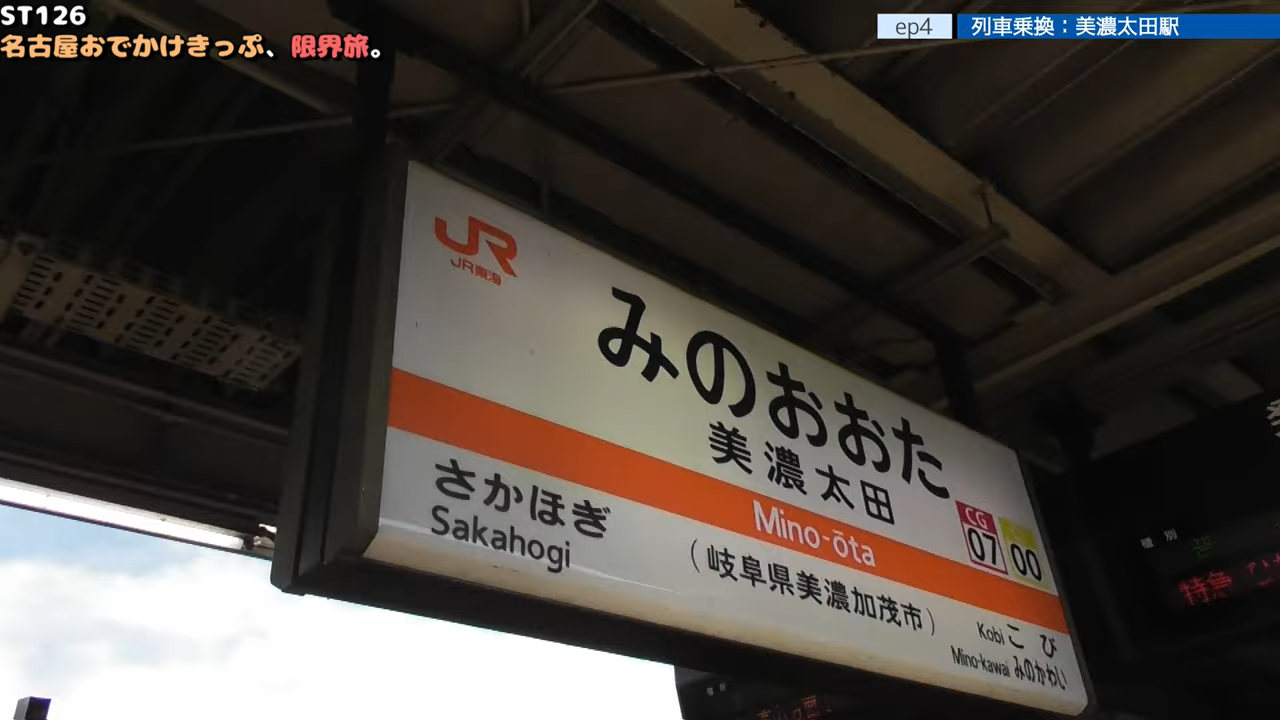 ST126
名古屋おでかけきっぷ、限界旅。
ep4
列車乗換：美濃太田駅
JR
JR東海
みのおおた
美濃太田
CG
07
00
Mino-ōta
さかほぎ
Sakahogi
(岐阜県美濃加茂市)
Kobi こび
Mino-kawai みのかわい
種別
特急